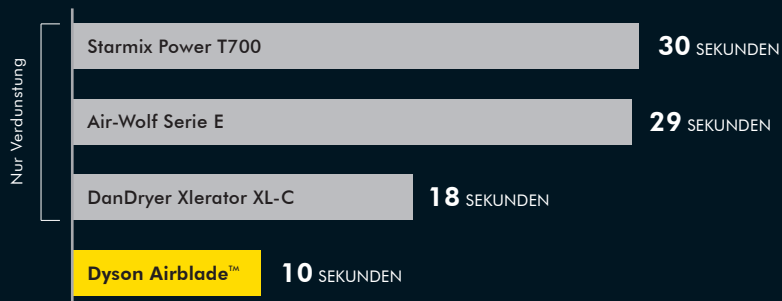 Nur Verdunstung
Starmix Power T700
30 SEKUNDEN
Air-Wolf Serie E
29 SEKUNDEN
DanDryer Xlerator XL-C
18 SEKUNDEN
Dyson Airblade™
10 SEKUNDEN